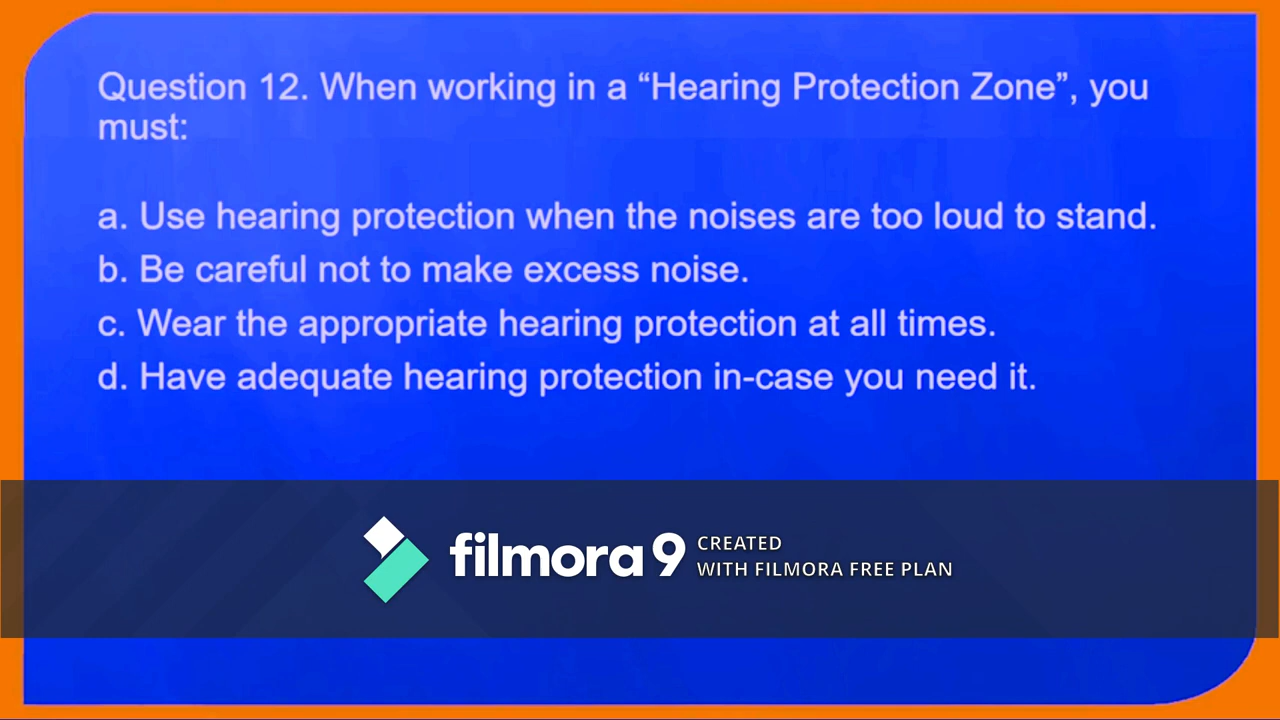 Question 12. When working in a “Hearing Protection Zone”, you
must:
a. Use hearing protection when the noises are too loud to stand.
b. Be careful not to make excess noise.
c. Wear the appropriate hearing protection at all times.
d. Have adequate hearing protection in-case you need it.
filmora 9
CREATED
WITH FILMORA FREE PLAN